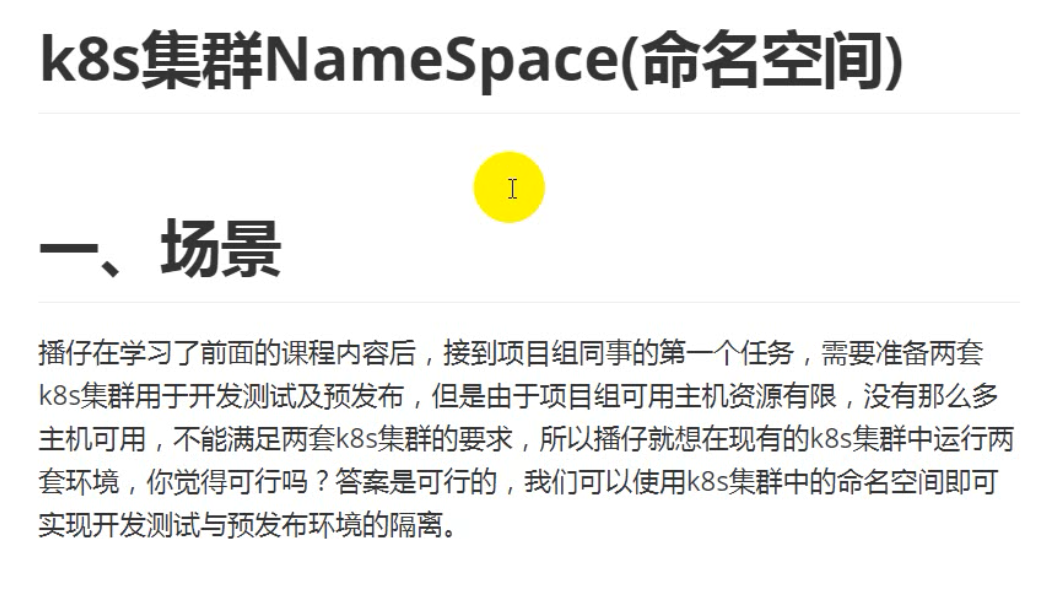 k8s集群NameSpace(命名空间)
一、场景
播仔在学习了前面的课程内容后，接到项目组同事的第一个任务，需要准备两套
k8s集群用于开发测试及预发布，但是由于项目组可用主机资源有限，没有那么多
主机可用，不能满足两套k8s集群的要求，所以播仔就想在现有的k8s集群中运行两
套环境，你觉得可行吗？答案是可行的，我们可以使用k8s集群中的命名空间即可
实现开发测试与预发布环境的隔离。